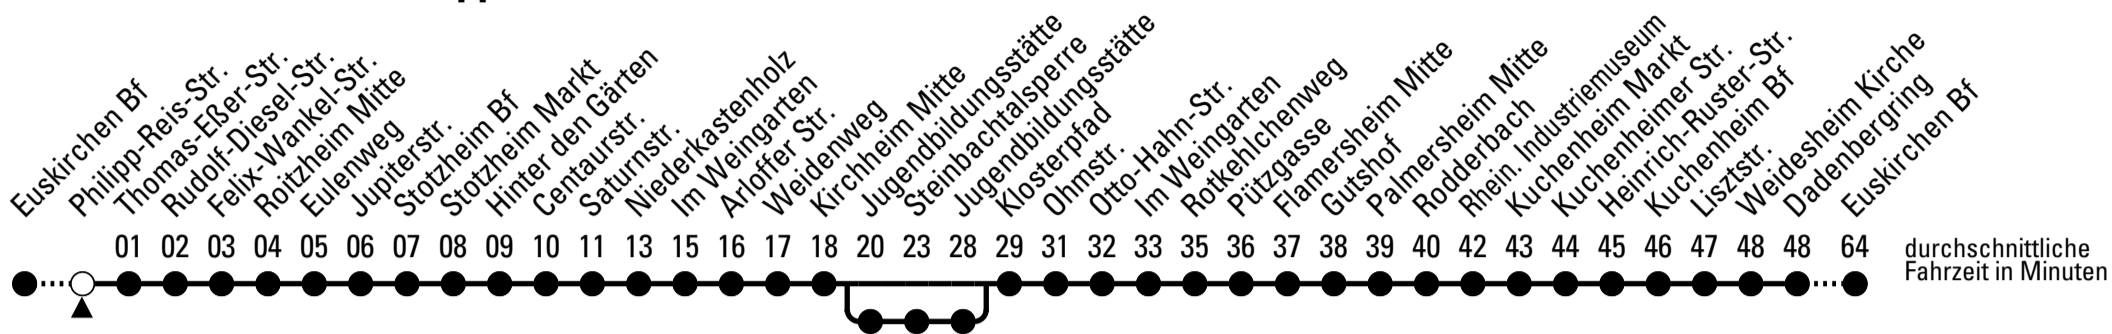 Euskirchen Bf
Philipp-Reis-Str.
Thomas-Eßer-Str.
Rudolf-Diesel-Str.
Felix-Wankel-Str.
Roitzheim Mitte
Eulenweg
Jupiterstr.
Stotzheim Bf
Stotzheim Markt
Hinter den Gärten
Centaurstr.
Saturnstr.
Niederkastenholz
Im Weingarten
Arloffer Str.
Weidenweg
Kirchheim Mitte
Jugendbildungsstätte
Steinbachtalsperre
Jugendbildungsstätte
Klosterpfad
Ohmstr.
Otto-Hahn-Str.
Im Weingarten
Rotkehlchenweg
Pützgasse
Flamersheim Mitte
Gutshof
Palmersheim Mitte
Rodderbach
Rhein. Industriemuseum
Kuchenheim Markt
Kuchenheimer Str.
Heinrich-Ruster-Str.
Kuchenheim Bf
Lisztstr.
Weidesheim Kirche
Dadenbergring
Euskirchen Bf
01 02 03 04 05 06 07 08 09 10 11 13 15 16 17 18 20 23 28 29 31 32 33 35 36 37 38 39 40 42 43 44 45 46 47 48 48 64
durchschnittliche
Fahrzeit in Minuten